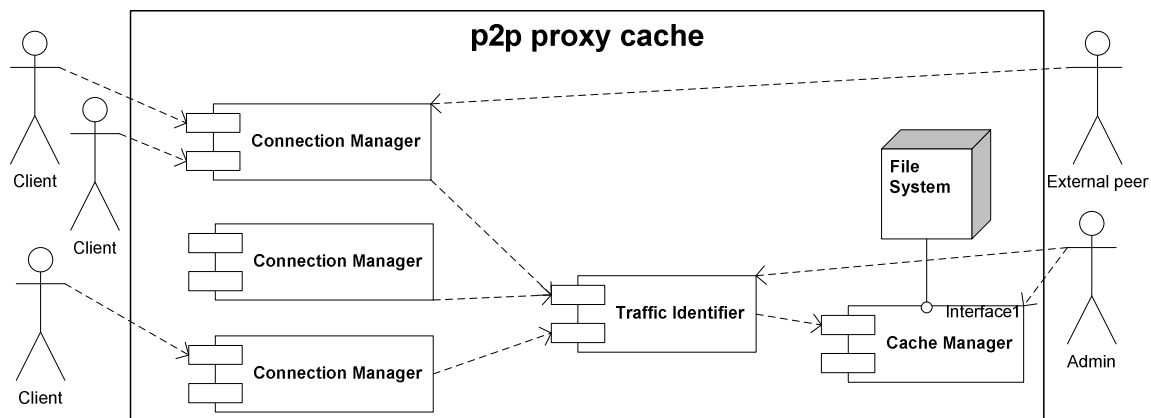 p2p proxy cache
Connection Manager
Client
Client
External peer
File
System
Connection Manager
Traffic Identifier
Interface1
Cache Manager
Connection Manager
Client
Admin